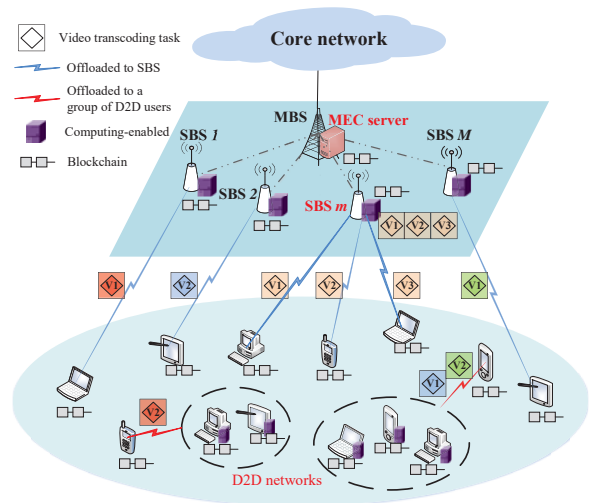 Core network
Video transcoding task
Offloaded to SBS
Offloaded to a
group of D2D users
Computing-enabled
Blockchain
MBS
MEC server
SBS 1
SBS M
SBS 2
SBS m
V1 V2 V3
V1
V2
V1
V2
V3
V1
V2
V1
V2
D2D networks